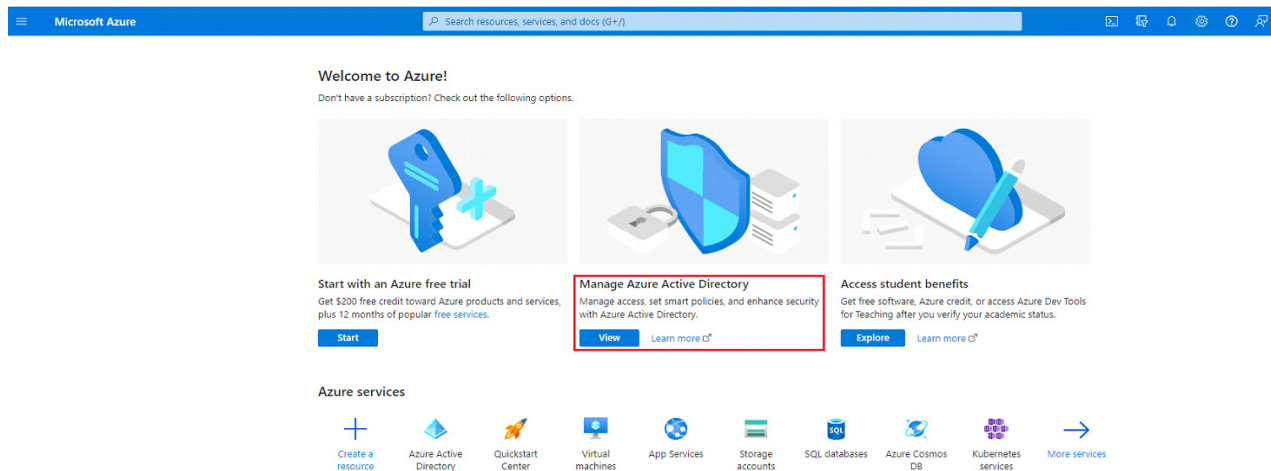 Microsoft Azure
Search resources, services, and docs (G+/)
Welcome to Azure!
Don't have a subscription? Check out the following options.
Start with an Azure free trial
Get $200 free credit toward Azure products and services,
plus 12 months of popular free services.
Start
Manage Azure Active Directory
Manage access, set smart policies, and enhance security
with Azure Active Directory.
View Learn more
Access student benefits
Get free software, Azure credit, or access Azure Dev Tools
for Teaching after you verify your academic status.
Explore Learn more
Azure services
SQL
Create a
resource
Azure Active
Directory
Quickstart
Center
Virtual
machines
App Services
Storage
accounts
SQL databases
Azure Cosmos
DB
Kubernetes
services
More services